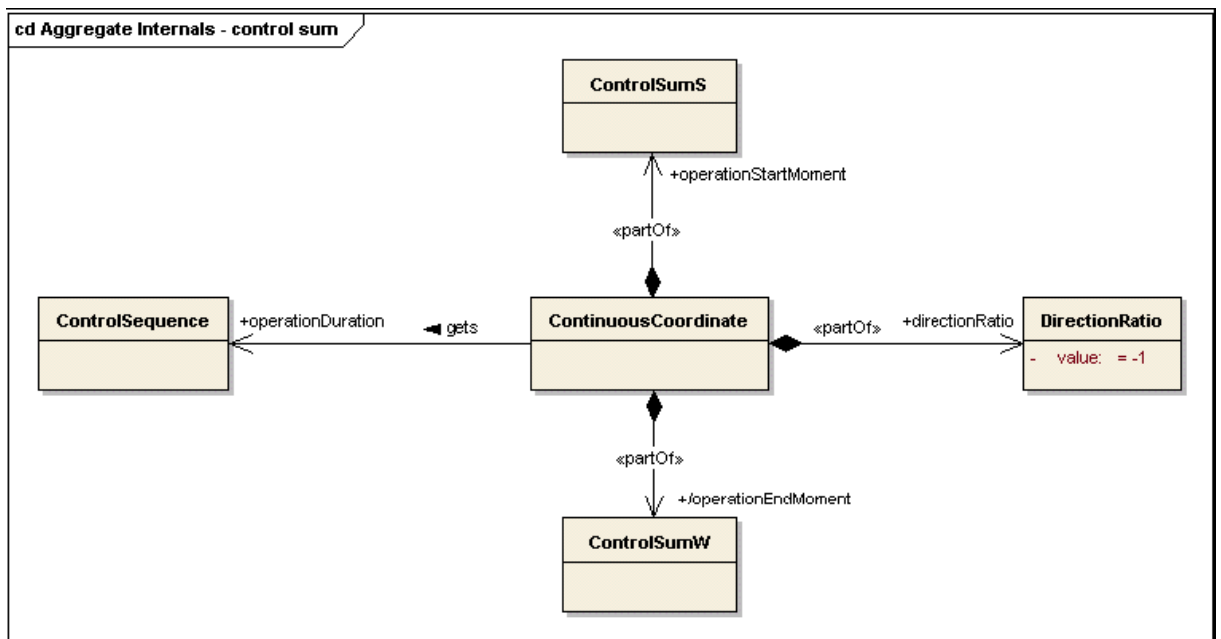 cd Aggregate Internals - control sum
ControlSumS
+operationStartMoment
«partOf»
ControlSequence
+operationDuration
◄ gets
ContinuousCoordinate
«partOf»
+directionRatio
DirectionRatio
- value: = -1
«partOf»
+/operationEndMoment
ControlSumW